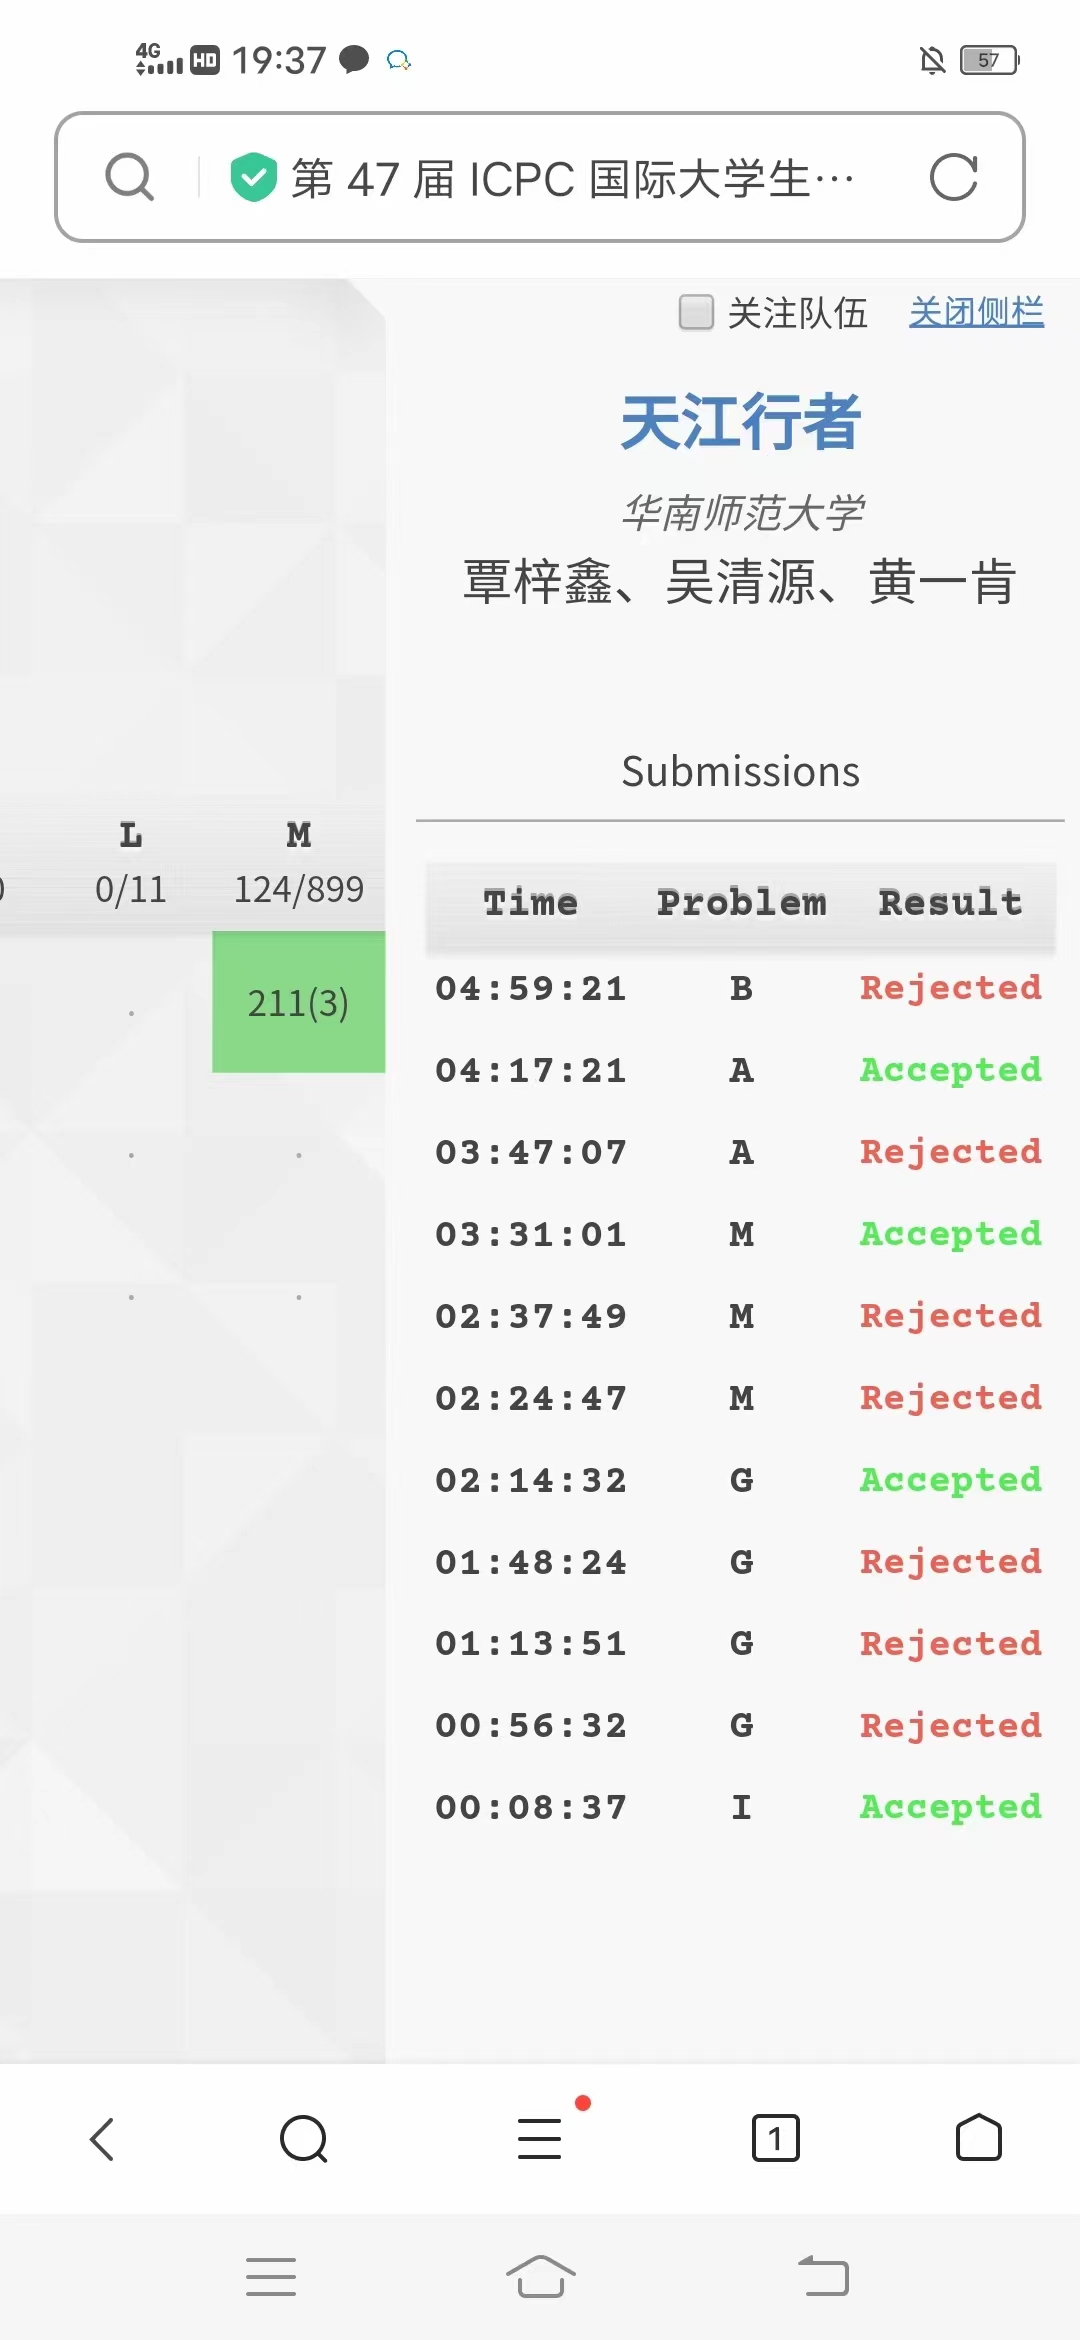 4G HD 19:37 57
第 47 届 ICPC 国际大学生…
关注队伍 关闭侧栏
天江行者
华南师范大学
覃梓鑫、吴清源、黄一肯
Submissions
L M
0/11 124/899
211(3)
Time Problem Result
04:59:21 B Rejected
04:17:21 A Accepted
03:47:07 A Rejected
03:31:01 M Accepted
02:37:49 M Rejected
02:24:47 M Rejected
02:14:32 G Accepted
01:48:24 G Rejected
01:13:51 G Rejected
00:56:32 G Rejected
00:08:37 I Accepted
1